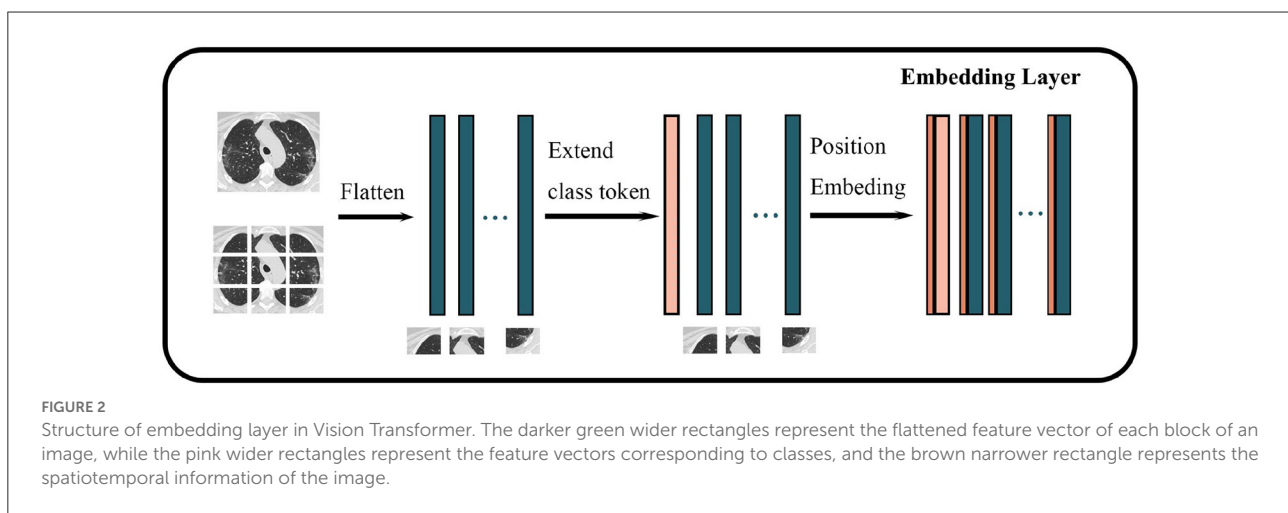 Embedding Layer
Flatten
Extend
class token
Position
Embeding
FIGURE 2
Structure of embedding layer in Vision Transformer. The darker green wider rectangles represent the flattened feature vector of each block of an
image, while the pink wider rectangles represent the feature vectors corresponding to classes, and the brown narrower rectangle represents the
spatiotemporal information of the image.